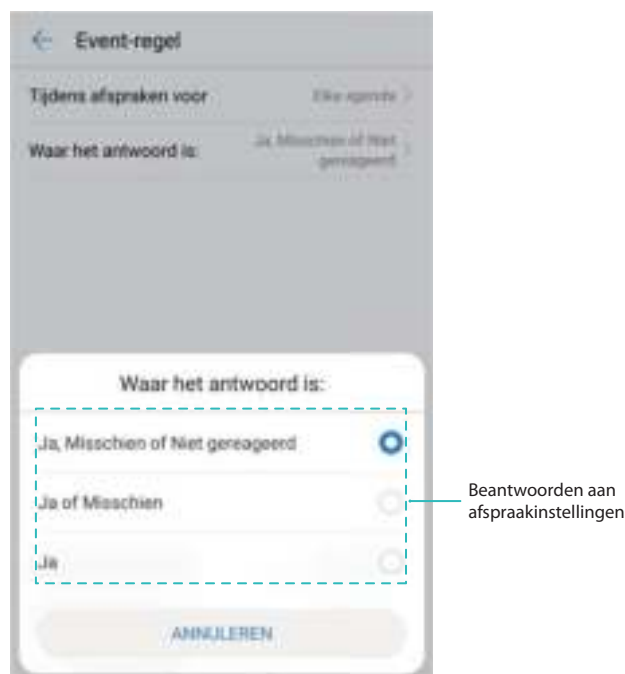 Event-regel
Tijdens afspraken voor
Elke agenda
Waar het antwoord is:
Ja, Misschien of Niet
gereageerd
Waar het antwoord is:
Ja, Misschien of Niet gereageerd
Ja of Misschien
Ja
ANNULEREN
Beantwoorden aan
afspraakinstellingen